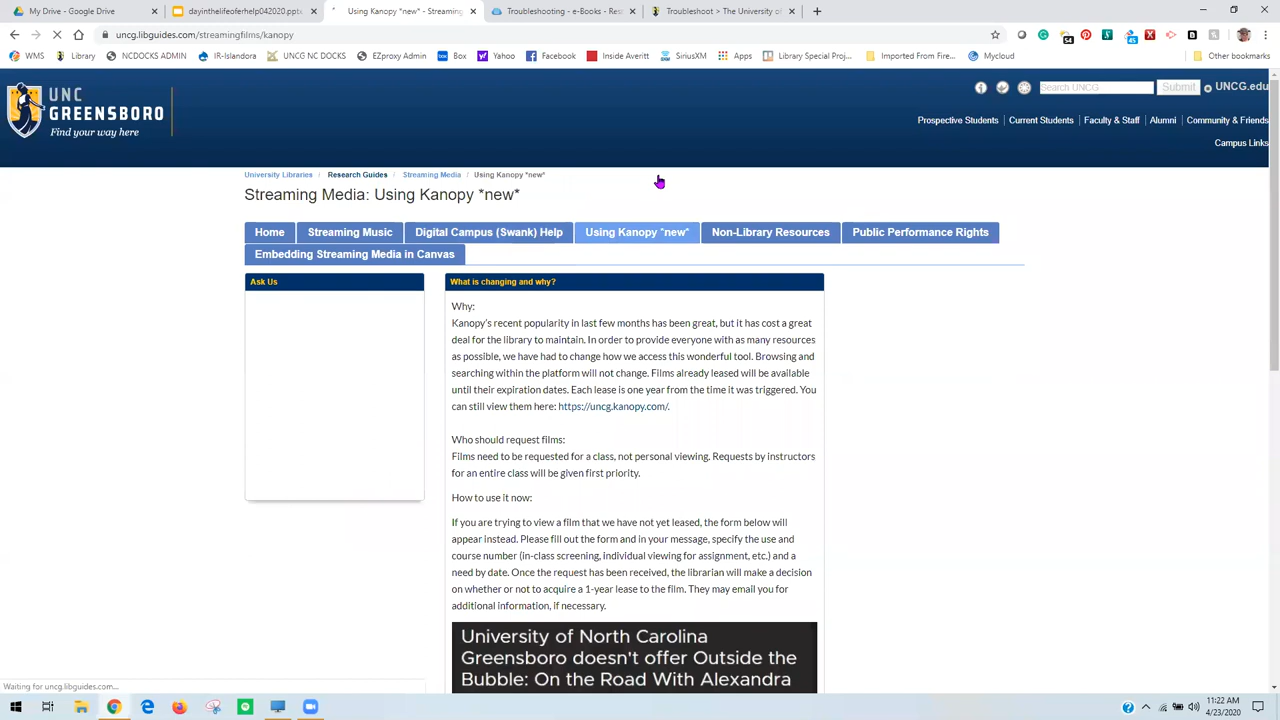 My Drive - Google Drive
dayinthelifeoferhelp042020.pptx
Using Kanopy *new* - Streaming
Troubleshooting - e-Books - Res
Troubleshoot > The University of
uncg.libguides.com/streamingfilms/kanopy
WMS
Library
NCDOCKS ADMIN
IR-Islandora
UNCG NC DOCKS
EZproxy Admin
Box
Yahoo
Facebook
Inside Averitt
SiriusXM
Apps
Library Special Proj...
Imported From Fire...
Mycloud
Other bookmarks
UNC
GREENSBORO
Find your way here
Search UNCG
Submit
UNCG.edu
Prospective Students
Current Students
Faculty & Staff
Alumni
Community & Friends
Campus Links
University Libraries / Research Guides / Streaming Media / Using Kanopy *new*
Streaming Media: Using Kanopy *new*
Home
Streaming Music
Digital Campus (Swank) Help
Using Kanopy *new*
Non-Library Resources
Public Performance Rights
Embedding Streaming Media in Canvas
Ask Us
What is changing and why?
Why:
Kanopy's recent popularity in last few months has been great, but it has cost a great
deal for the library to maintain. In order to provide everyone with as many resources
as possible, we have had to change how we access this wonderful tool. Browsing and
searching within the platform will not change. Films already leased will be available
until their expiration dates. Each lease is one year from the time it was triggered. You
can still view them here: https://uncg.kanopy.com/.
Who should request films:
Films need to be requested for a class, not personal viewing. Requests by instructors
for an entire class will be given first priority.
How to use it now:
If you are trying to view a film that we have not yet leased, the form below will
appear instead. Please fill out the form and in your message, specify the use and
course number (in-class screening, individual viewing for assignment, etc.) and a
need by date. Once the request has been received, the librarian will make a decision
on whether or not to acquire a 1-year lease to the film. They may email you for
additional information, if necessary.
University of North Carolina
Greensboro doesn't offer Outside the
Bubble: On the Road With Alexandra
Waiting for uncg.libguides.com...
11:22 AM
4/23/2020